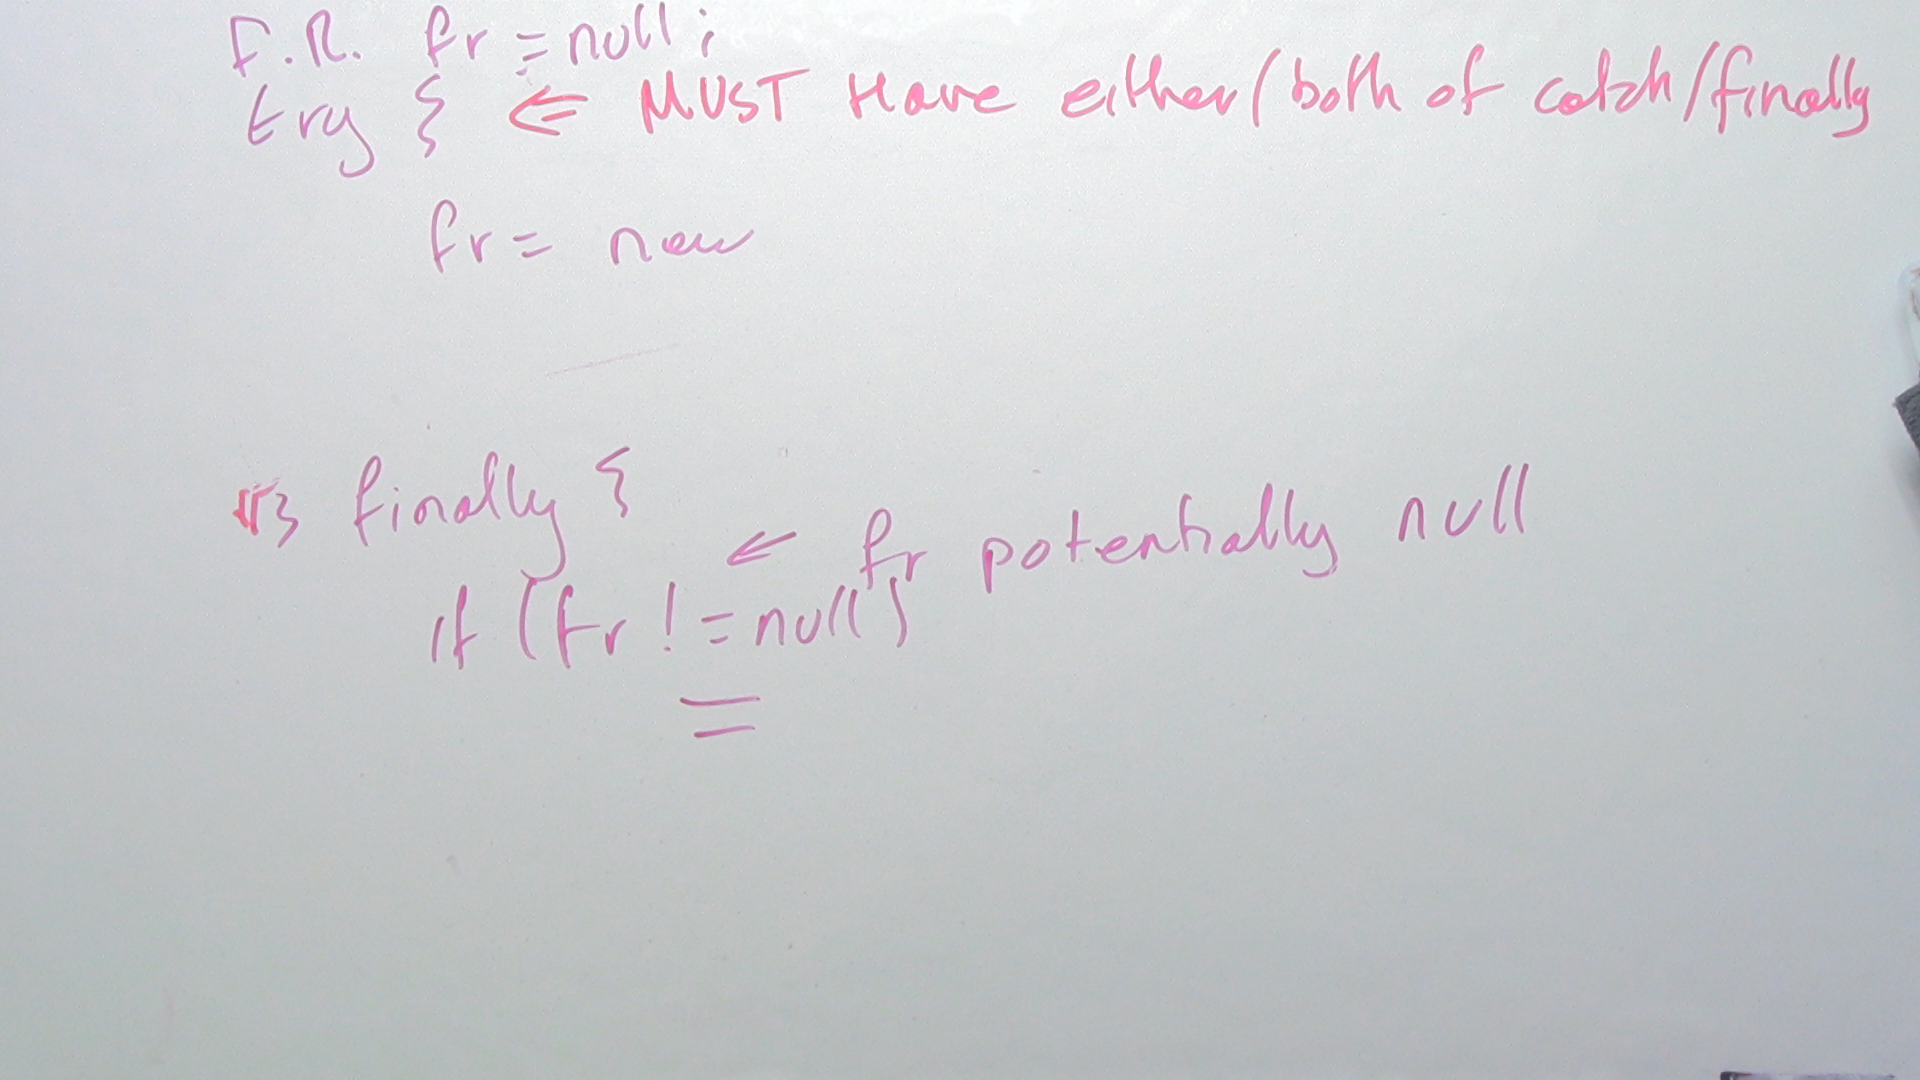 F.R. fr = null;
try { ⇐ MUST Have either/both of catch/finally
fr = new
} finally {
← fr potentially null
if (fr != null)